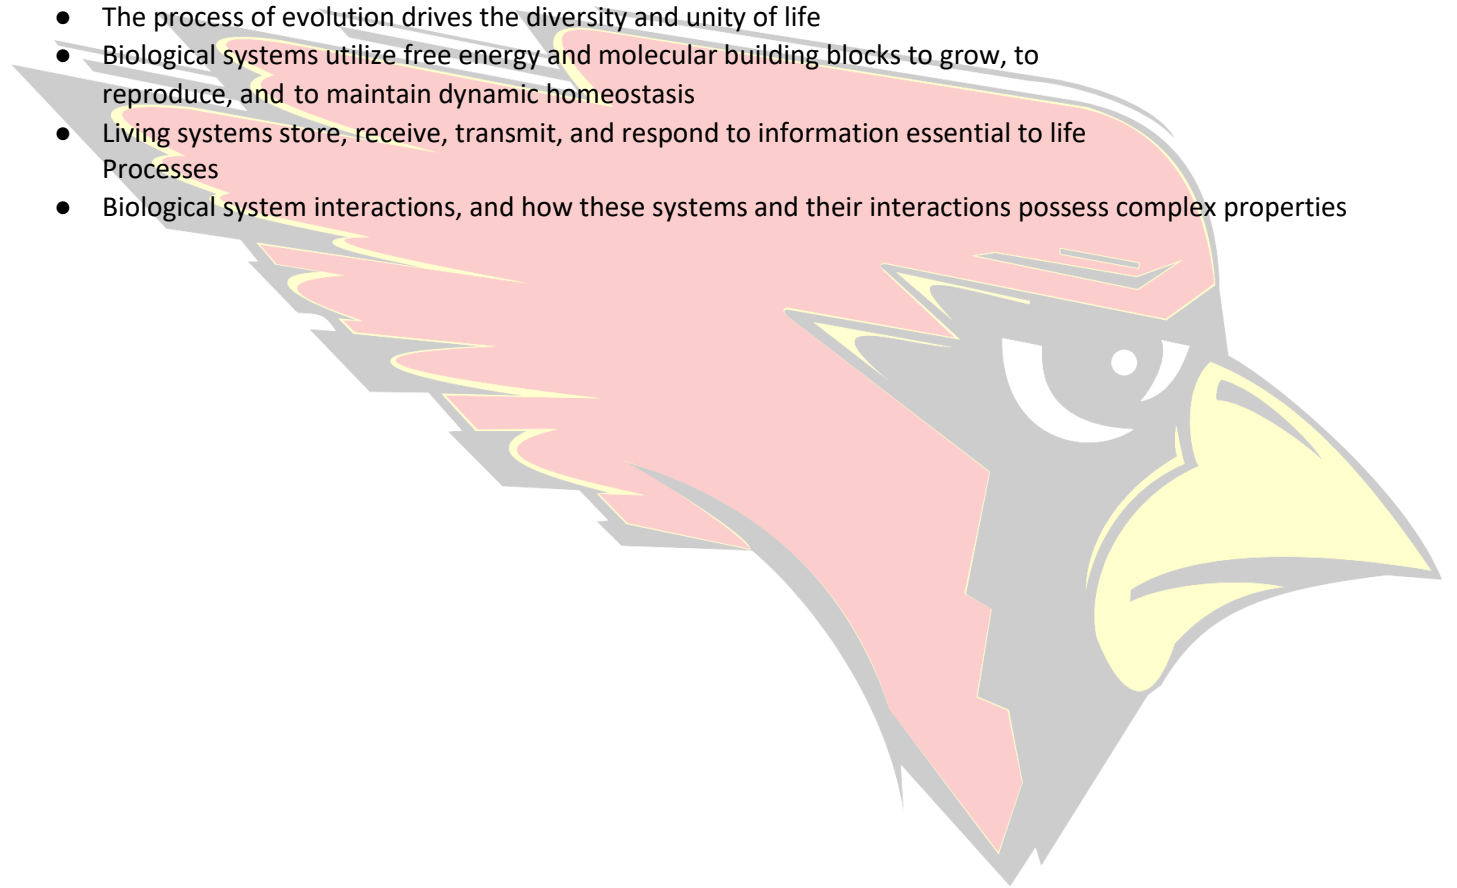 ● The process of evolution drives the diversity and unity of life
● Biological systems utilize free energy and molecular building blocks to grow, to
reproduce, and to maintain dynamic homeostasis
● Living systems store, receive, transmit, and respond to information essential to life
Processes
● Biological system interactions, and how these systems and their interactions possess complex properties